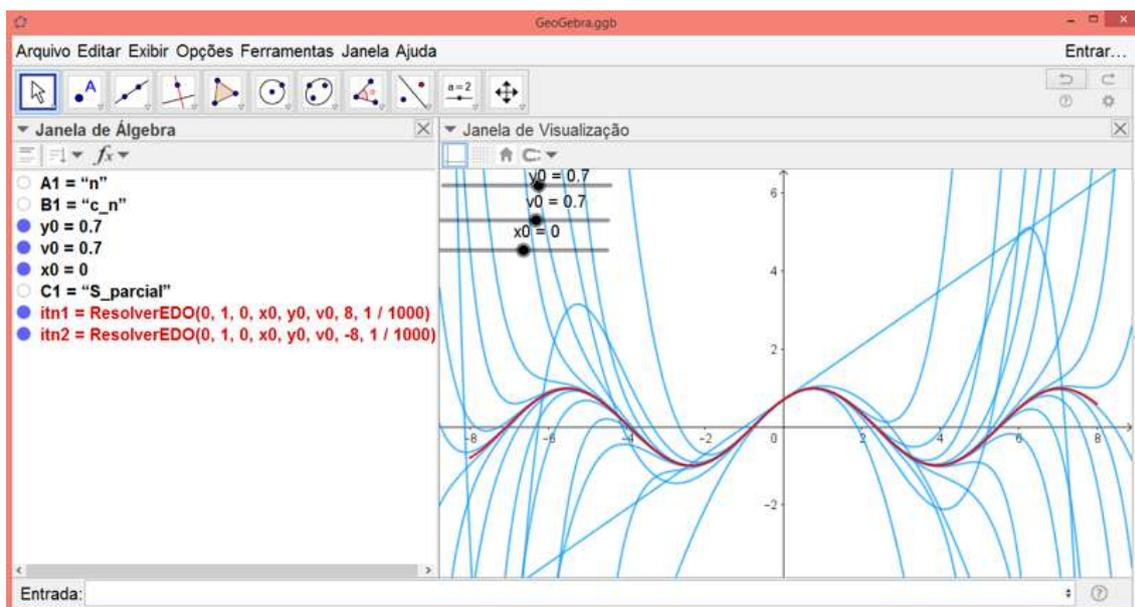 GeoGebra.ggb
Arquivo Editar Exibir Opções Ferramentas Janela Ajuda Entrar...
A a=2
Janela de Álgebra
fx
A1 = “n”
B1 = “c_n”
y0 = 0.7
v0 = 0.7
x0 = 0
C1 = “S_parcial”
itn1 = ResolverEDO(0, 1, 0, x0, y0, v0, 8, 1 / 1000)
itn2 = ResolverEDO(0, 1, 0, x0, y0, v0, -8, 1 / 1000)
Janela de Visualização
y0 = 0.7
v0 = 0.7
x0 = 0
6
4
2
-8 -6 -4 -2 0 2 4 6 8
-2
Entrada: